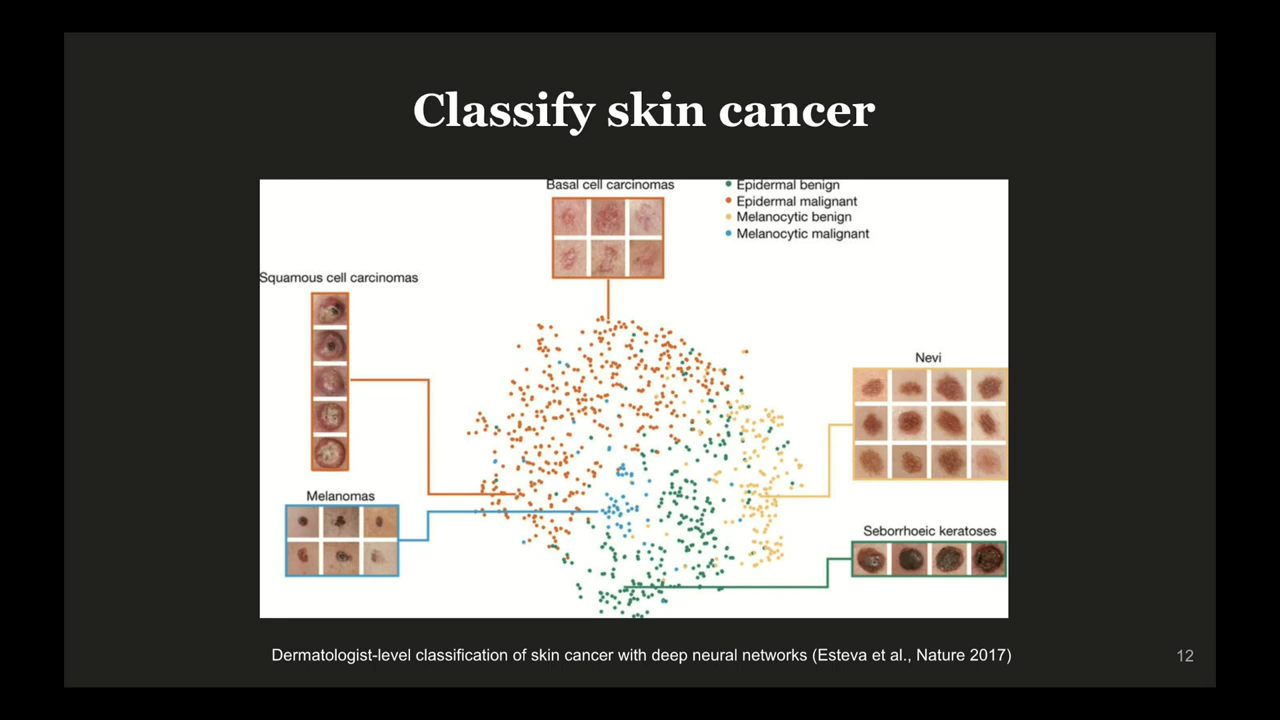 Classify skin cancer
Basal cell carcinomas
Epidermal benign
Epidermal malignant
Melanocytic benign
Melanocytic malignant
Squamous cell carcinomas
Nevi
Melanomas
Seborrhoeic keratoses
Dermatologist-level classification of skin cancer with deep neural networks (Esteva et al., Nature 2017)
12